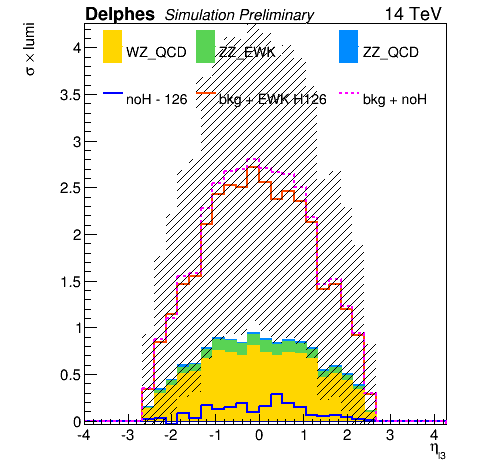 Delphes Simulation Preliminary 14 TeV
σ × lumi
WZ_QCD ZZ_EWK ZZ_QCD
noH - 126 bkg + EWK H126 bkg + noH
3.5
3
2.5
2
1.5
1
0.5
0
-4 -3 -2 -1 0 1 2 3 4
η_l3